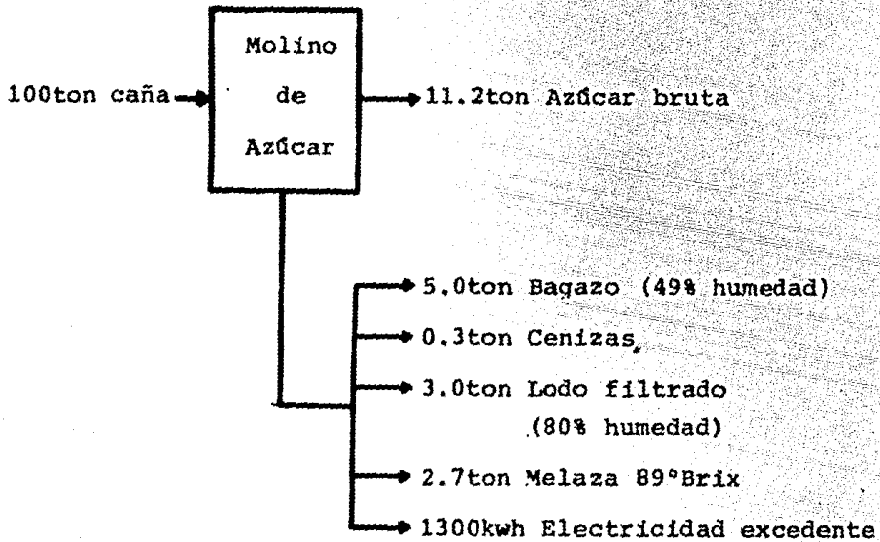 Molino
100ton caña de 11.2ton Azúcar bruta
Azúcar
5.0ton Bagazo (49% humedad)
0.3ton Cenizas
3.0ton Lodo filtrado
(80% humedad)
2.7ton Melaza 89°Brix
1300kwh Electricidad excedente